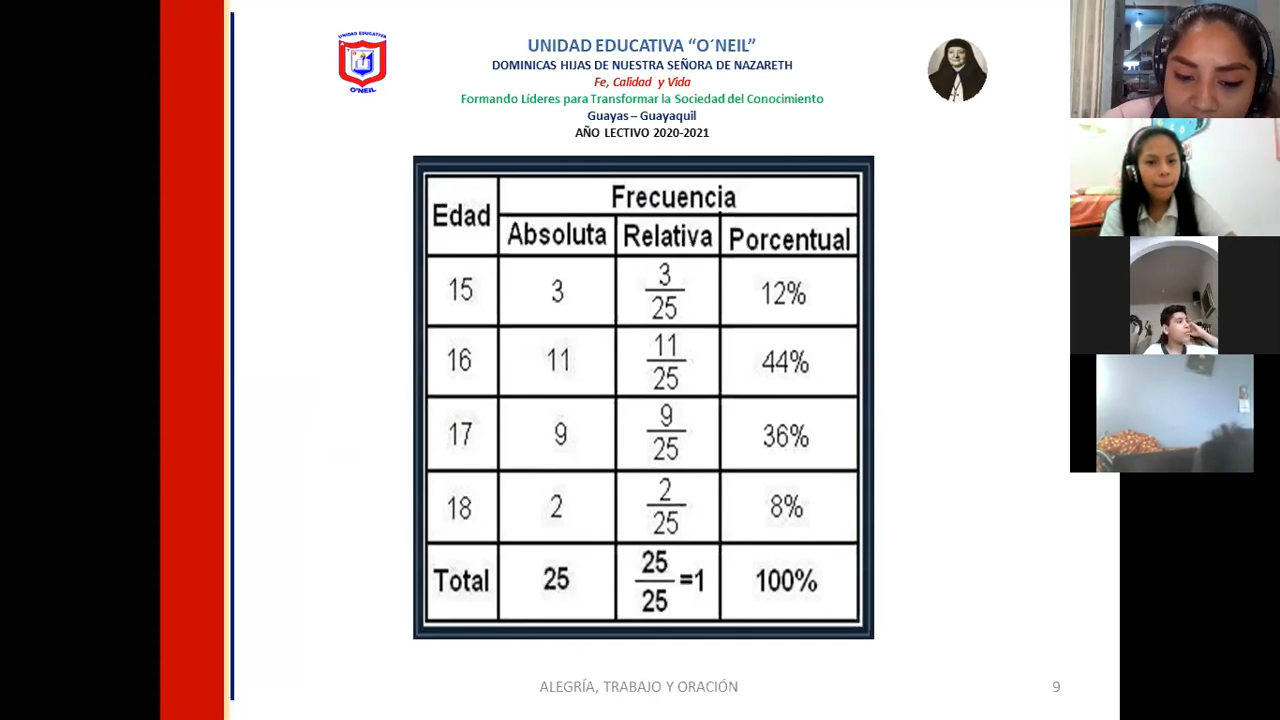 UNIDAD EDUCATIVA
O'NEIL
UNIDAD EDUCATIVA “O´NEIL”
DOMINICAS HIJAS DE NUESTRA SEÑORA DE NAZARETH
Fe, Calidad y Vida
Formando Líderes para Transformar la Sociedad del Conocimiento
Guayas – Guayaquil
AÑO LECTIVO 2020-2021
Edad Frecuencia
Absoluta Relativa Porcentual
15 3 3/25 12%
16 11 11/25 44%
17 9 9/25 36%
18 2 2/25 8%
Total 25 25/25 =1 100%
ALEGRÍA, TRABAJO Y ORACIÓN 9